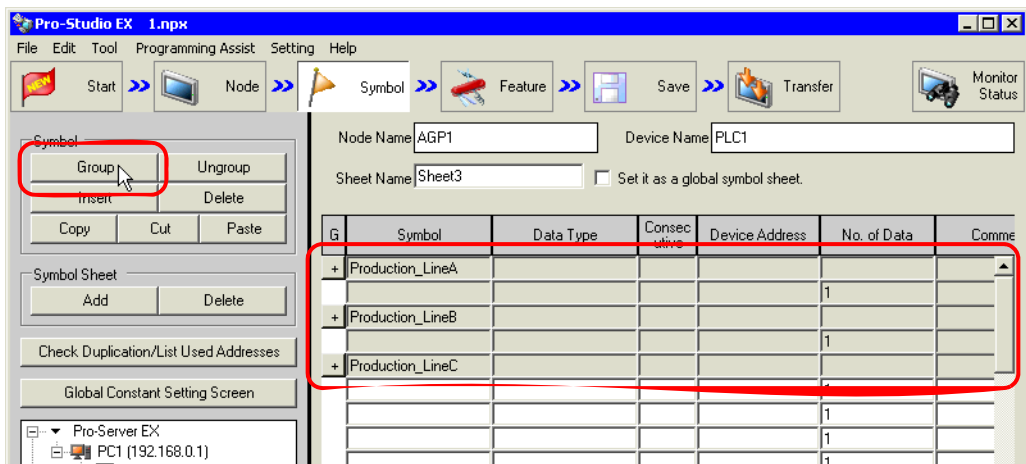 Pro-Studio EX 1.npx
File Edit Tool Programming Assist Setting Help
NEW Start Node Symbol Feature Save Transfer Monitor Status
Symbol
Group Ungroup
Insert Delete
Copy Cut Paste
Symbol Sheet
Add Delete
Check Duplication/List Used Addresses
Global Constant Setting Screen
Pro-Server EX
PC1 (192.168.0.1)
Node Name AGP1 Device Name PLC1
Sheet Name Sheet3 Set it as a global symbol sheet.
G Symbol Data Type Consecutive Device Address No. of Data Comme
+ Production_LineA
1
+ Production_LineB
1
+ Production_LineC
1
1
1
1